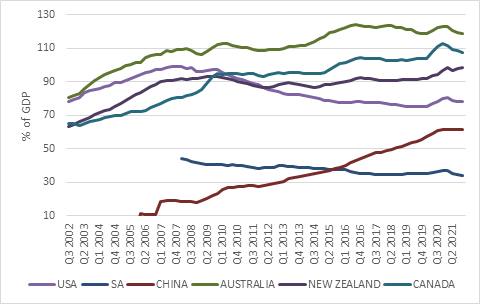 130
110
90
70
50
30
10
% of GDP
Q3 2002
Q2 2003
Q1 2004
Q4 2004
Q3 2005
Q2 2006
Q1 2007
Q4 2007
Q3 2008
Q2 2009
Q1 2010
Q4 2010
Q3 2011
Q2 2012
Q1 2013
Q4 2013
Q3 2014
Q2 2015
Q1 2016
Q4 2016
Q3 2017
Q2 2018
Q1 2019
Q4 2019
Q3 2020
Q2 2021
USA SA CHINA AUSTRALIA NEW ZEALAND CANADA